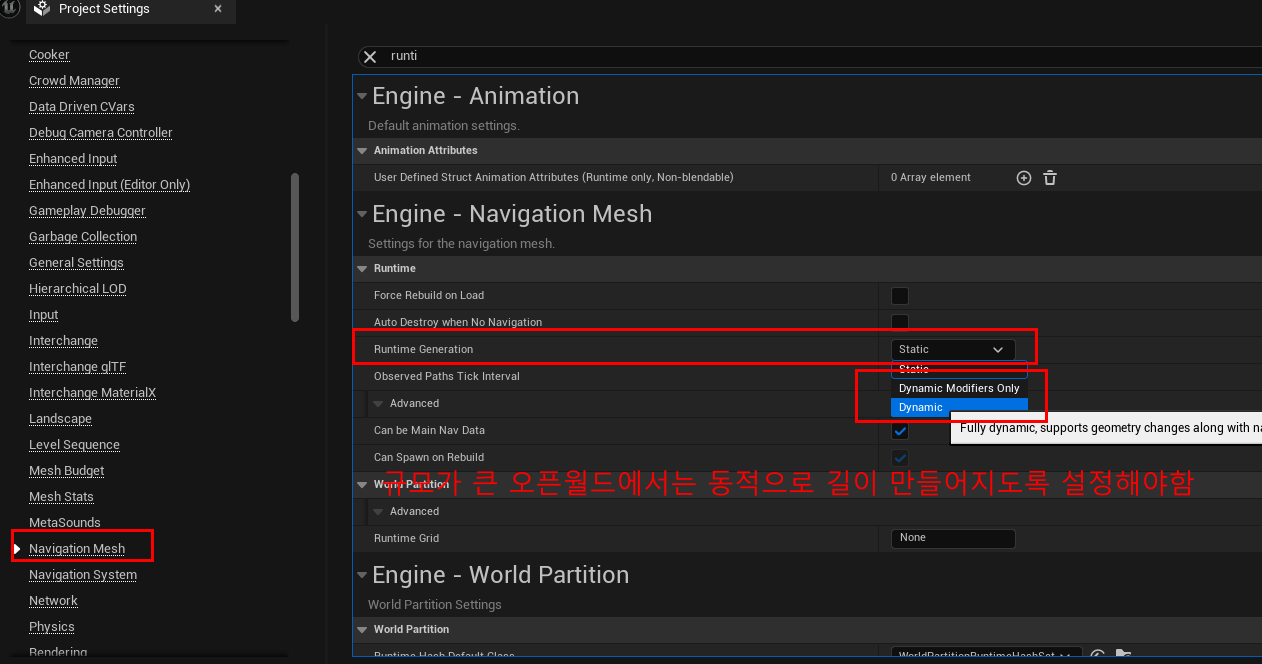 Project Settings
Cooker
Crowd Manager
Data Driven CVars
Debug Camera Controller
Enhanced Input
Enhanced Input (Editor Only)
Gameplay Debugger
Garbage Collection
General Settings
Hierarchical LOD
Input
Interchange
Interchange glTF
Interchange MaterialX
Landscape
Level Sequence
Mesh Budget
Mesh Stats
MetaSounds
Navigation Mesh
Navigation System
Network
Physics
Rendering
runti
Engine - Animation
Default animation settings.
Animation Attributes
User Defined Struct Animation Attributes (Runtime only, Non-blendable) 0 Array element
Engine - Navigation Mesh
Settings for the navigation mesh.
Runtime
Force Rebuild on Load
Auto Destroy when No Navigation
Runtime Generation Static
Static
Observed Paths Tick Interval
Dynamic Modifiers Only
Advanced
Dynamic
Fully dynamic, supports geometry changes along with na
Can be Main Nav Data
Can Spawn on Rebuild
규모가 큰 오픈월드에서는 동적으로 길이 만들어지도록 설정해야함
World Partition
Advanced
Runtime Grid None
Engine - World Partition
World Partition Settings
World Partition
Runtime Hash Default Class WorldPartitionRuntimeHashSet